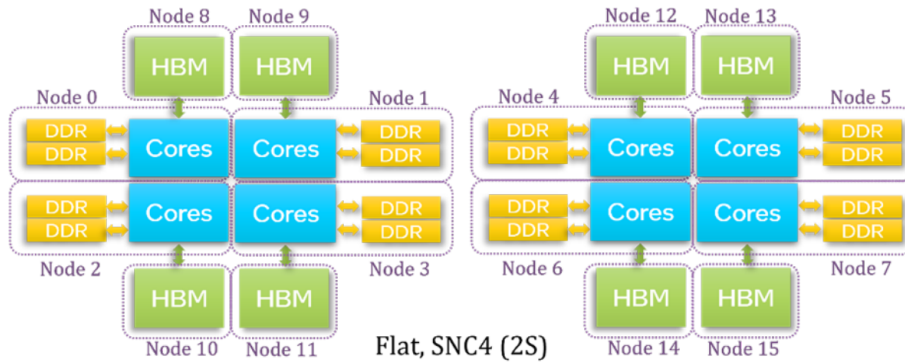 Node 8 Node 9 Node 12 Node 13
HBM HBM HBM HBM
Node 0 Node 1 Node 4 Node 5
DDR DDR DDR DDR
Cores Cores Cores Cores
DDR DDR DDR DDR
DDR DDR DDR DDR
Cores Cores Cores Cores
DDR DDR DDR DDR
Node 2 Node 3 Node 6 Node 7
HBM HBM HBM HBM
Node 10 Node 11 Node 14 Node 15
Flat, SNC4 (2S)